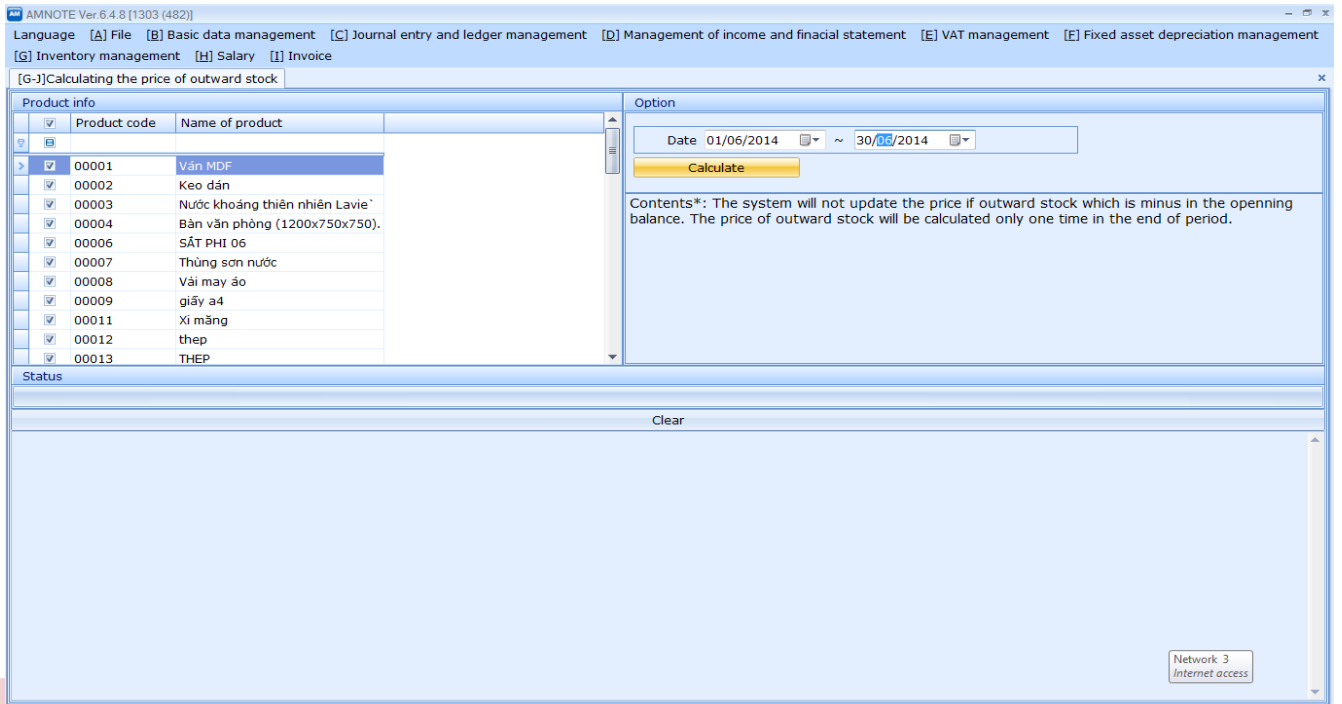 AM AMNOTE Ver.6.4.8 [1303 (482)]
Language [A] File [B] Basic data management [C] Journal entry and ledger management [D] Management of income and finacial statement [E] VAT management [F] Fixed asset depreciation management
[G] Inventory management [H] Salary [I] Invoice
[G-J]Calculating the price of outward stock
Product info
Product code Name of product
00001 Ván MDF
00002 Keo dán
00003 Nước khoáng thiên nhiên Lavie`
00004 Bàn văn phòng (1200x750x750).
00006 SẮT PHI 06
00007 Thùng sơn nước
00008 Vải may áo
00009 giấy a4
00011 Xi măng
00012 thep
00013 THEP
Option
Date 01/06/2014 ~ 30/06/2014
Calculate
Contents*: The system will not update the price if outward stock which is minus in the openning
balance. The price of outward stock will be calculated only one time in the end of period.
Status
Clear
Network 3
Internet access